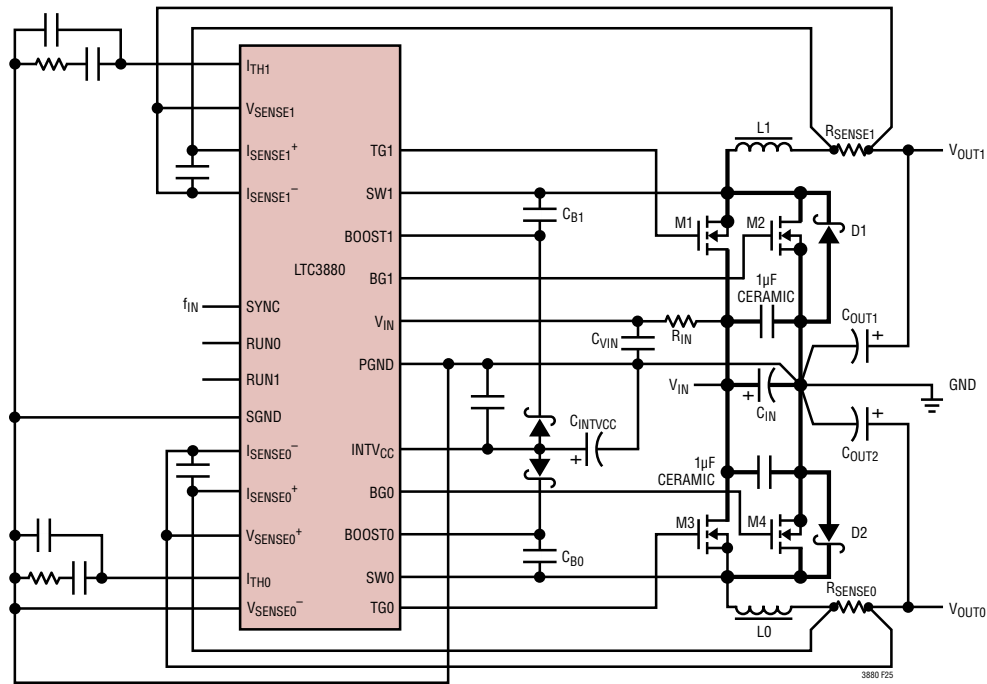 ITH1
VSENSE1
ISENSE1+
ISENSE1−
LTC3880
SYNC
fIN
RUN0
RUN1
SGND
ISENSE0−
ISENSE0+
VSENSE0+
ITH0
VSENSE0−
TG1
SW1
BOOST1
BG1
VIN
PGND
INTVCC
BG0
BOOST0
SW0
TG0
CB1
CVIN
RIN
CINTVCC
CB0
L1
RSENSE1
VOUT1
M1
M2
D1
1µF
CERAMIC
COUT1
VIN
CIN
GND
COUT2
1µF
CERAMIC
M3
M4
D2
RSENSE0
L0
VOUT0
3880 F25